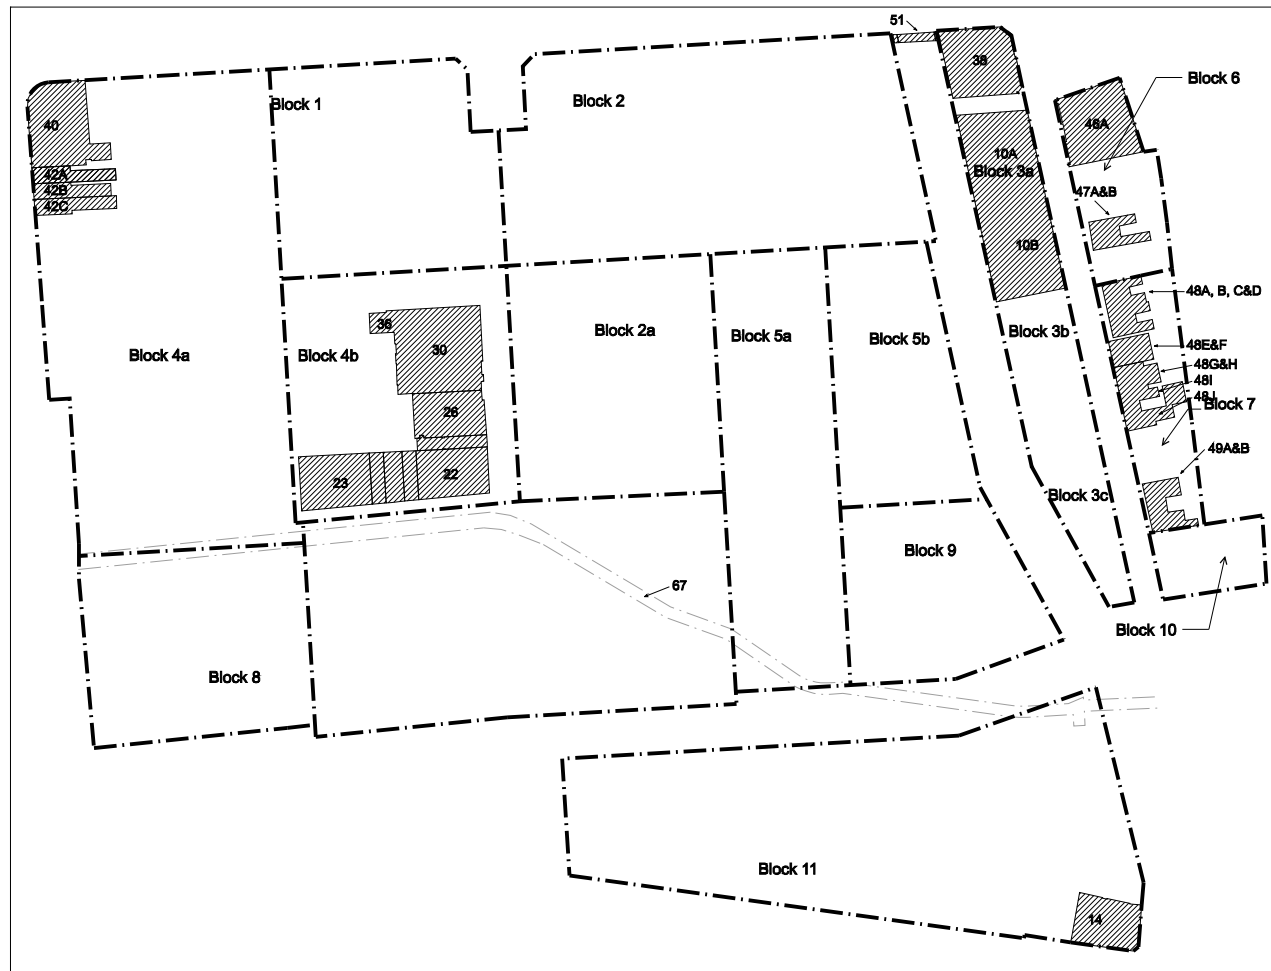 51
38
Block 6
Block 1
Block 2
40
46A
10A
Block 3a
42A
42B
42C
47A&B
10B
48A, B, C&D
36
Block 4a
Block 4b
30
Block 2a
Block 5a
Block 5b
Block 3b
48E&F
48G&H
48I
48J
Block 7
26
49A&B
23
22
Block 3c
Block 9
67
Block 10
Block 8
Block 11
14